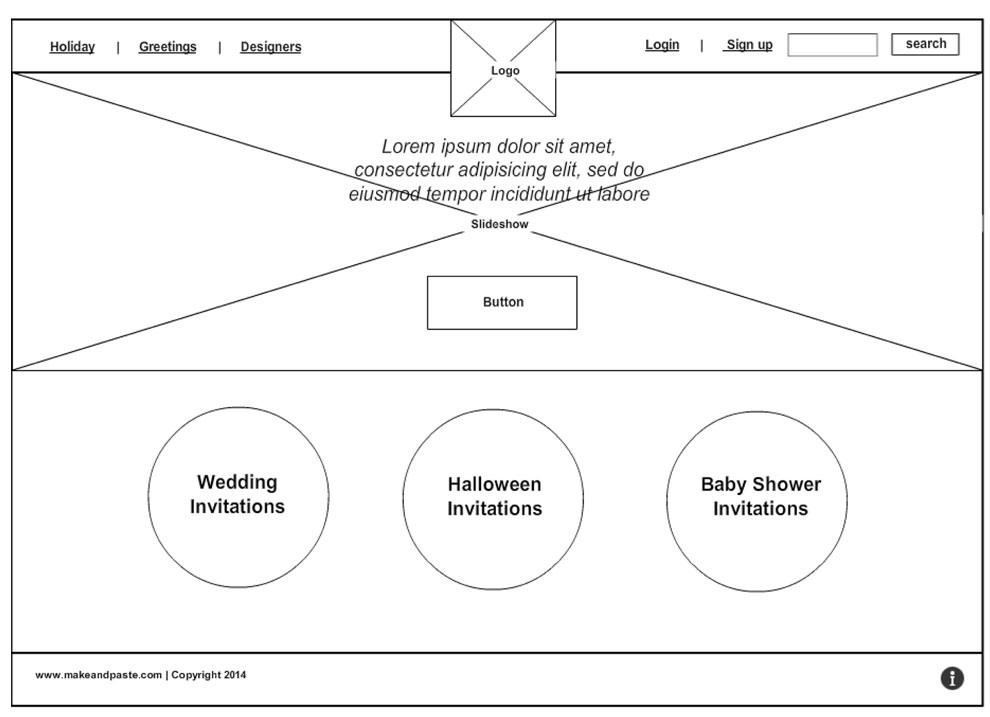 Holiday | Greetings | Designers
Logo
Login | Sign up
search
Lorem ipsum dolor sit amet,
consectetur adipisicing elit, sed do
eiusmod tempor incididunt ut labore
Slideshow
Button
Wedding
Invitations
Halloween
Invitations
Baby Shower
Invitations
www.makeandpaste.com | Copyright 2014
i